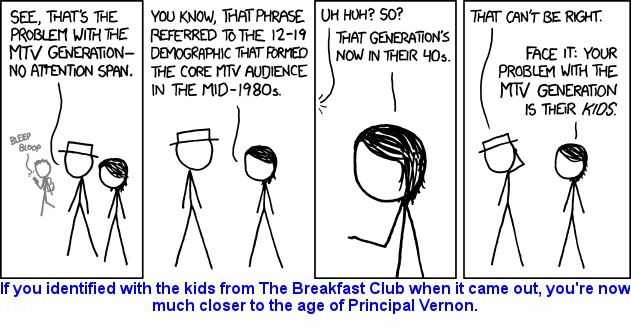 SEE, THAT'S THE
PROBLEM WITH THE
MTV GENERATION—
NO ATTENTION SPAN.
BLEEP
BLOOP
YOU KNOW, THAT PHRASE
REFERRED TO THE 12-19
DEMOGRAPHIC THAT FORMED
THE CORE MTV AUDIENCE
IN THE MID-1980s.
UH HUH? SO?
THAT GENERATION'S
NOW IN THEIR 40s.
THAT CAN'T BE RIGHT.
FACE IT: YOUR
PROBLEM WITH THE
MTV GENERATION
IS THEIR KIDS.
If you identified with the kids from The Breakfast Club when it came out, you're now
much closer to the age of Principal Vernon.